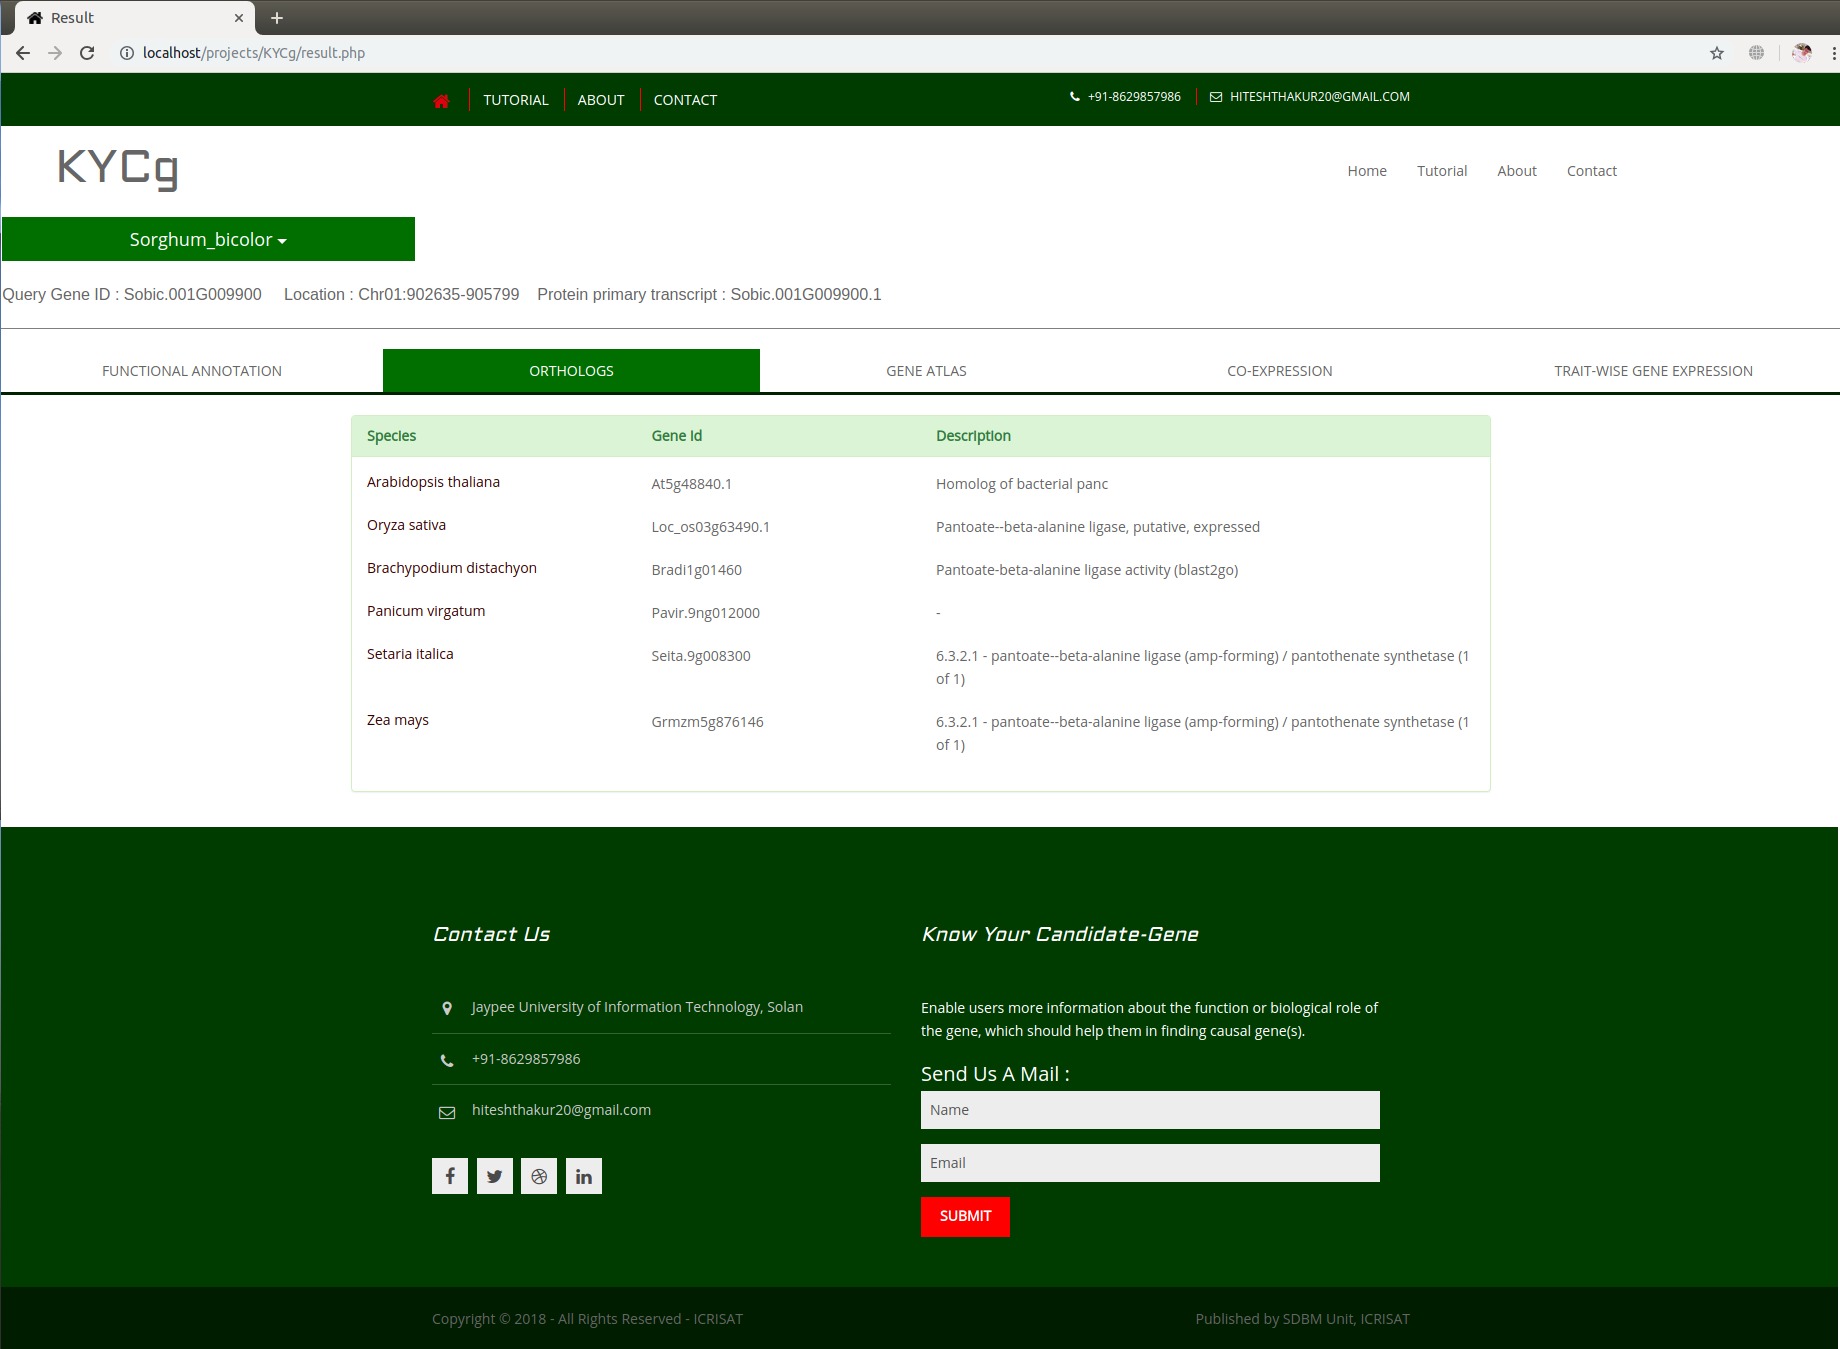 Result
localhost/projects/KYCg/result.php
TUTORIAL ABOUT CONTACT +91-8629857986 HITESHTHAKUR20@GMAIL.COM
KYCg Home Tutorial About Contact
Sorghum_bicolor
Query Gene ID : Sobic.001G009900 Location : Chr01:902635-905799 Protein primary transcript : Sobic.001G009900.1
FUNCTIONAL ANNOTATION ORTHOLOGS GENE ATLAS CO-EXPRESSION TRAIT-WISE GENE EXPRESSION
Species Gene Id Description
Arabidopsis thaliana At5g48840.1 Homolog of bacterial panc
Oryza sativa Loc_os03g63490.1 Pantoate--beta-alanine ligase, putative, expressed
Brachypodium distachyon Bradi1g01460 Pantoate-beta-alanine ligase activity (blast2go)
Panicum virgatum Pavir.9ng012000 -
Setaria italica Seita.9g008300 6.3.2.1 - pantoate--beta-alanine ligase (amp-forming) / pantothenate synthetase (1
of 1)
Zea mays Grmzm5g876146 6.3.2.1 - pantoate--beta-alanine ligase (amp-forming) / pantothenate synthetase (1
of 1)
Contact Us
Jaypee University of Information Technology, Solan
+91-8629857986
hiteshthakur20@gmail.com
Know Your Candidate-Gene
Enable users more information about the function or biological role of
the gene, which should help them in finding causal gene(s).
Send Us A Mail :
Name
Email
SUBMIT
Copyright © 2018 - All Rights Reserved - ICRISAT Published by SDBM Unit, ICRISAT